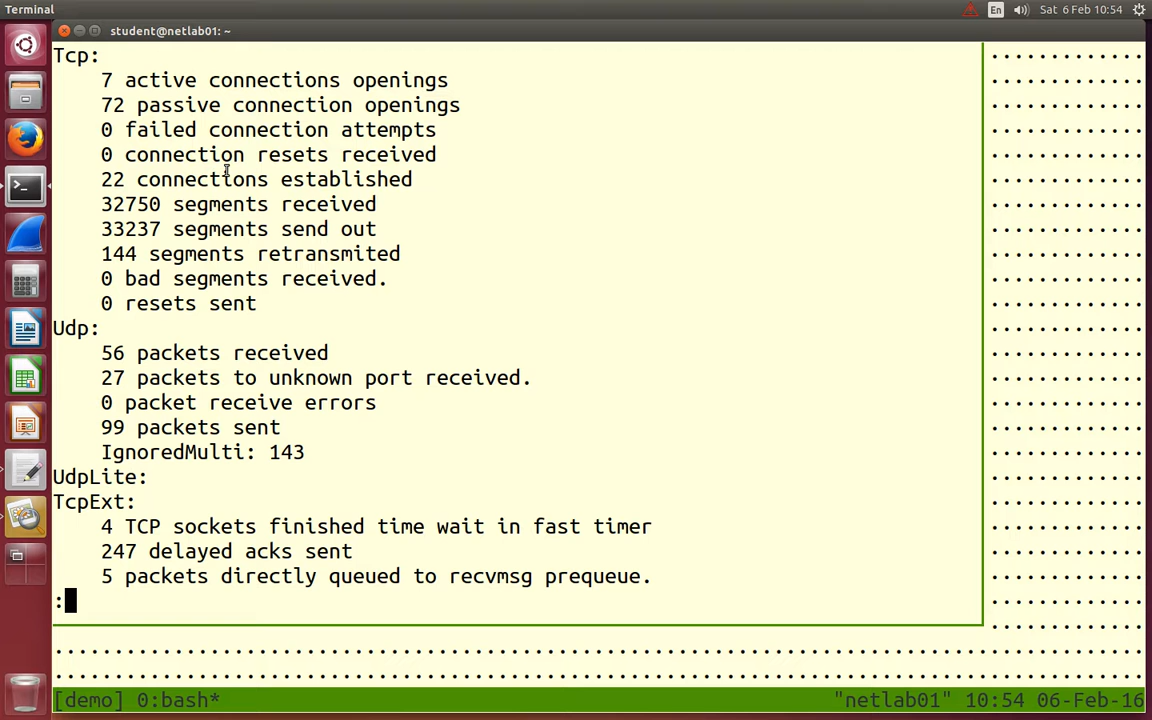 Terminal
En
Sat 6 Feb 10:54
student@netlab01: ~
Tcp:
7 active connections openings
72 passive connection openings
0 failed connection attempts
0 connection resets received
22 connections established
32750 segments received
33237 segments send out
144 segments retransmited
0 bad segments received.
0 resets sent
Udp:
56 packets received
27 packets to unknown port received.
0 packet receive errors
99 packets sent
IgnoredMulti: 143
UdpLite:
TcpExt:
4 TCP sockets finished time wait in fast timer
247 delayed acks sent
5 packets directly queued to recvmsg prequeue.
:
[demo] 0:bash*
"netlab01" 10:54 06-Feb-16